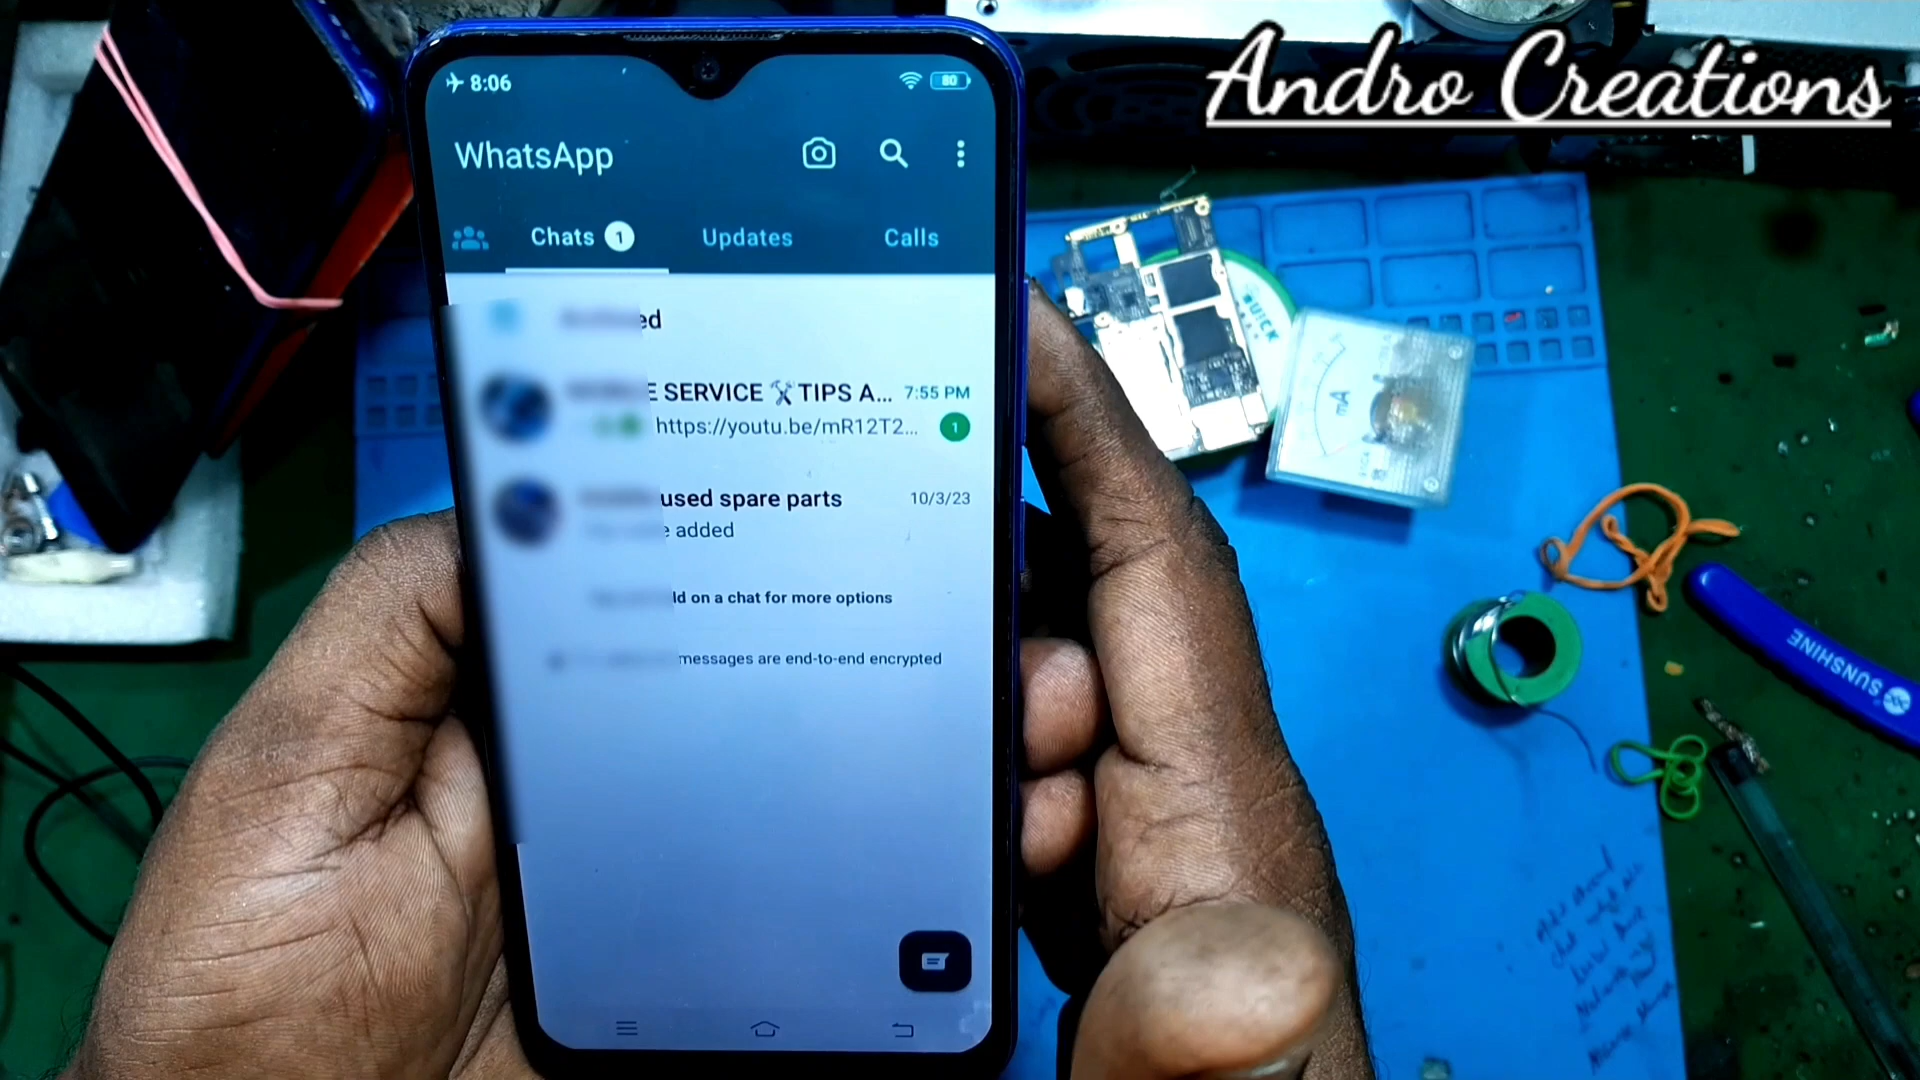 Andro Creations
8:06
80
WhatsApp
Chats 1
Updates
Calls
ed
E SERVICE 🛠TIPS A... 7:55 PM
https://youtu.be/mR12T2... 1
used spare parts 10/3/23
e added
ld on a chat for more options
messages are end-to-end encrypted
QUICK
mA
SUNSHINE